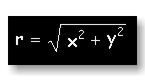 r = √(x² + y²)